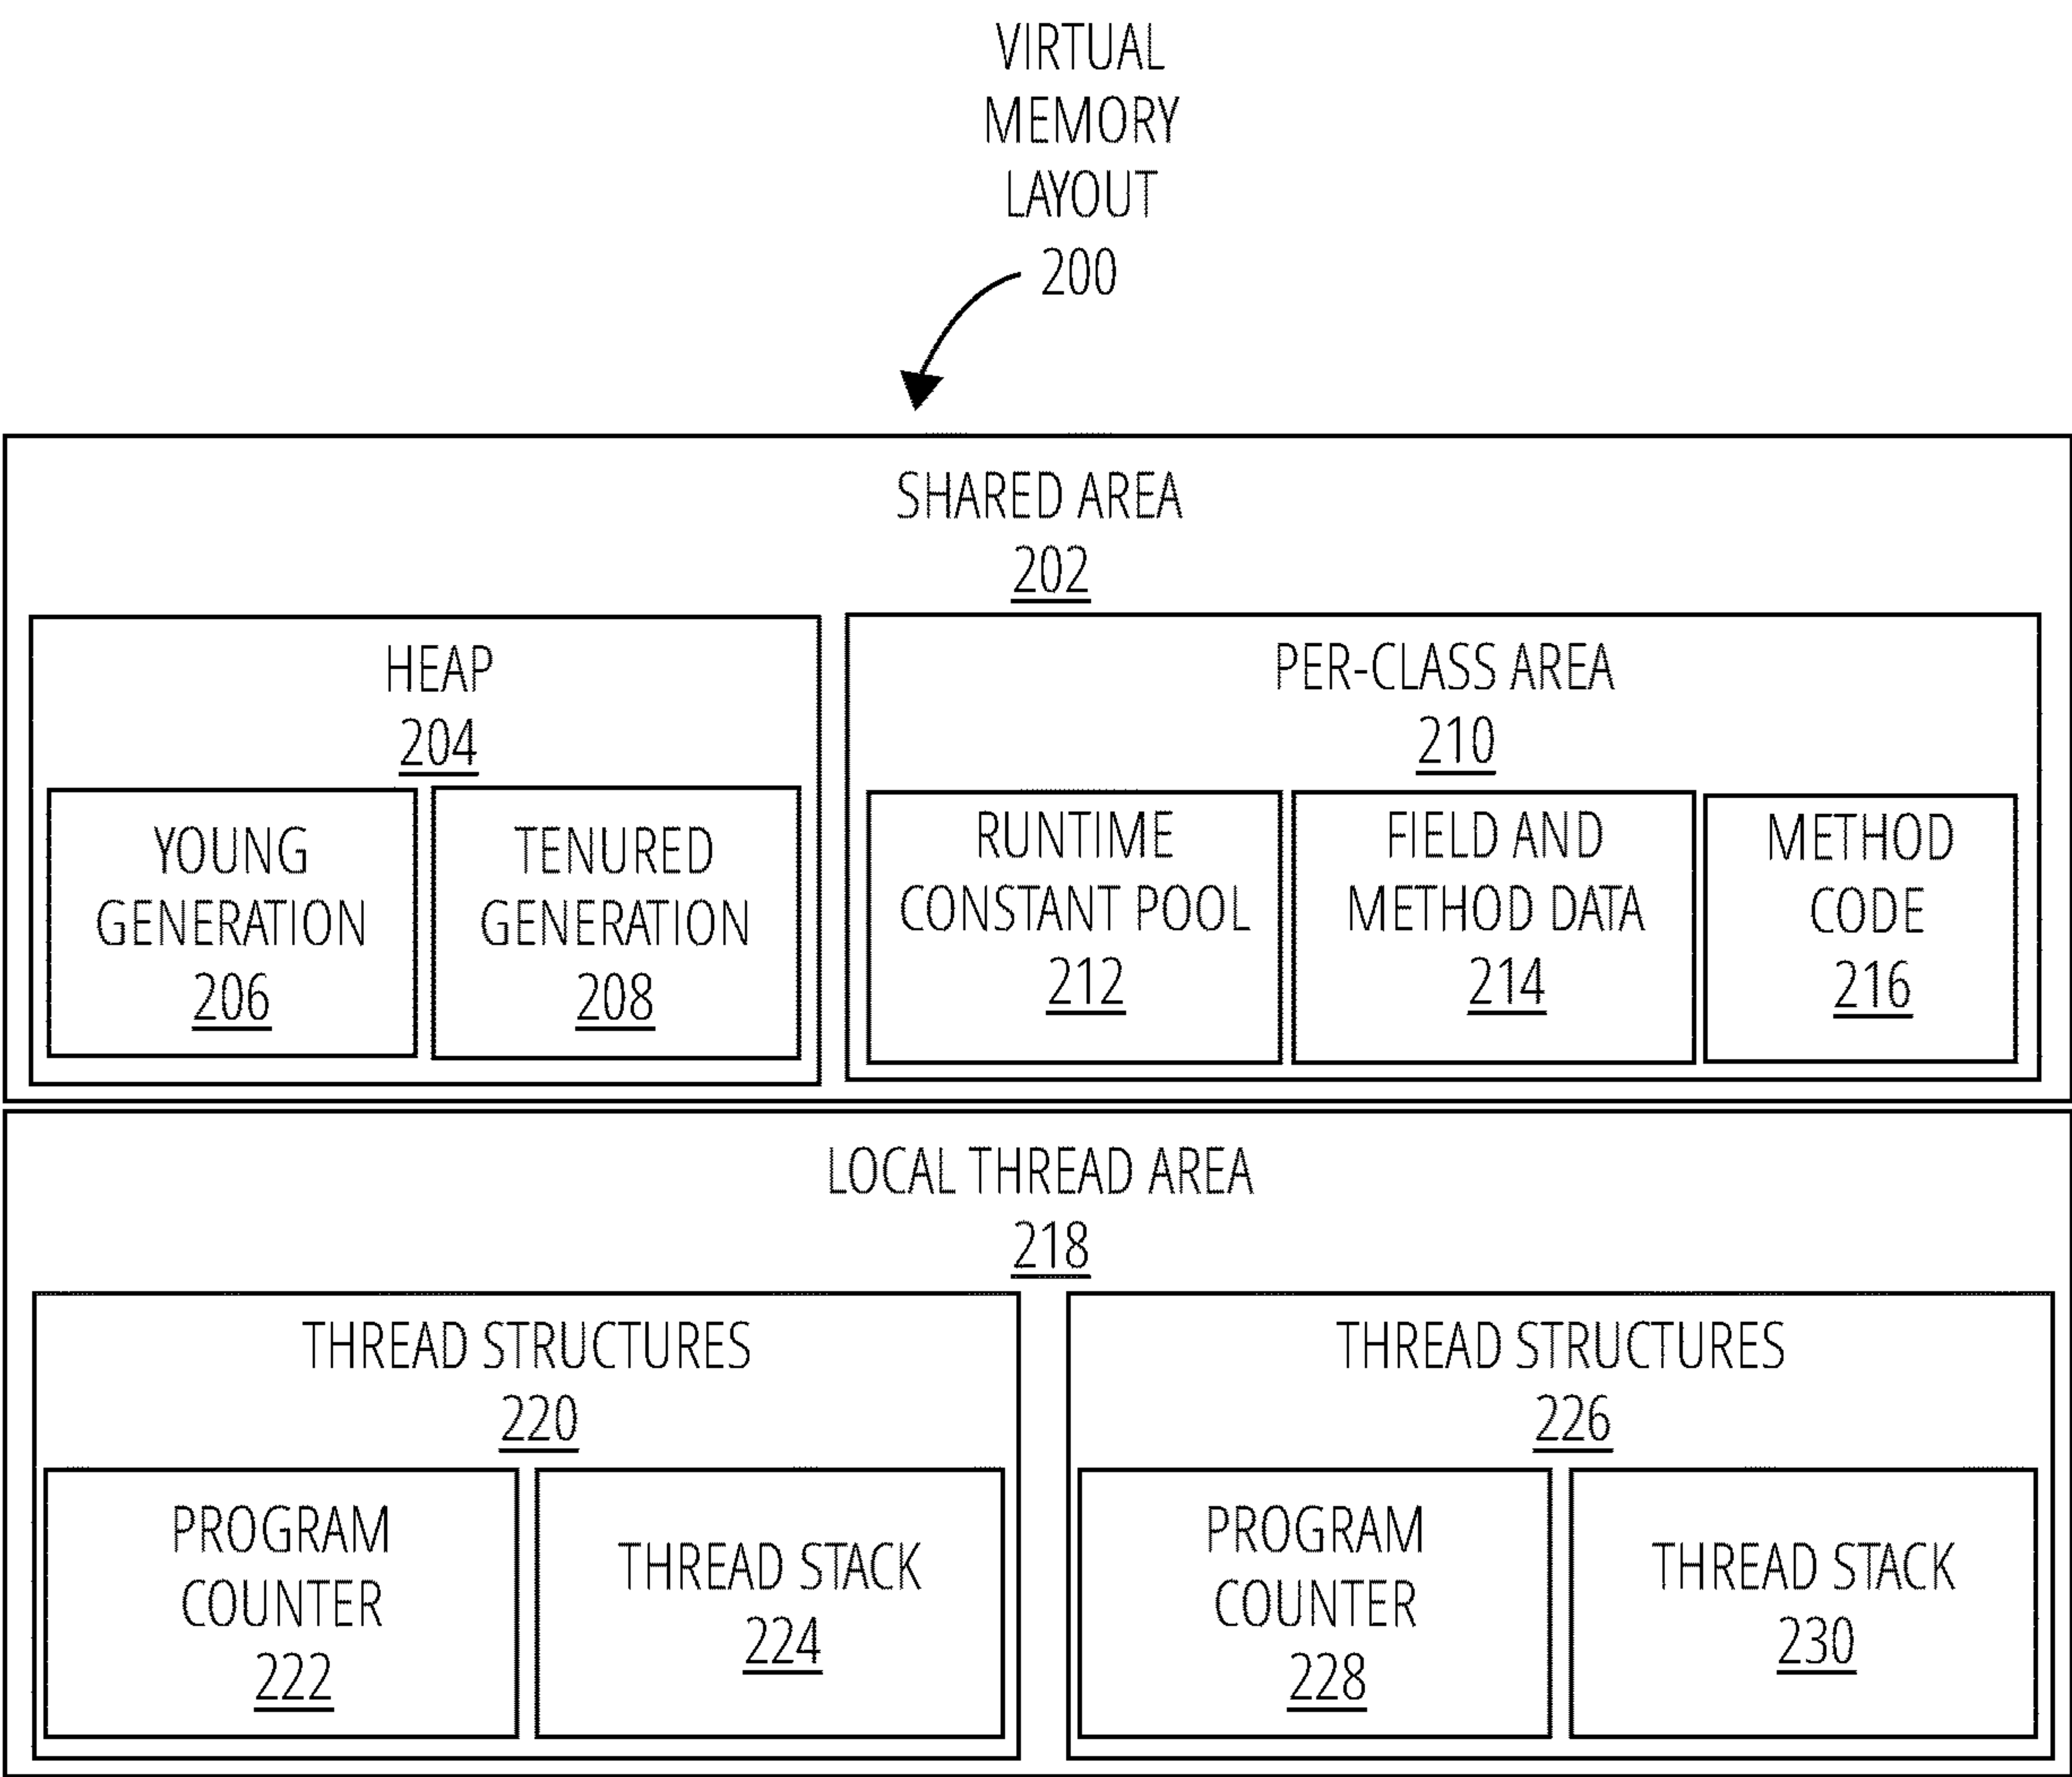 VIRTUAL
MEMORY
LAYOUT
200
SHARED AREA
202
HEAP
204
YOUNG
GENERATION
206
TENURED
GENERATION
208
PER-CLASS AREA
210
RUNTIME
CONSTANT POOL
212
FIELD AND
METHOD DATA
214
METHOD
CODE
216
LOCAL THREAD AREA
218
THREAD STRUCTURES
220
PROGRAM
COUNTER
222
THREAD STACK
224
THREAD STRUCTURES
226
PROGRAM
COUNTER
228
THREAD STACK
230